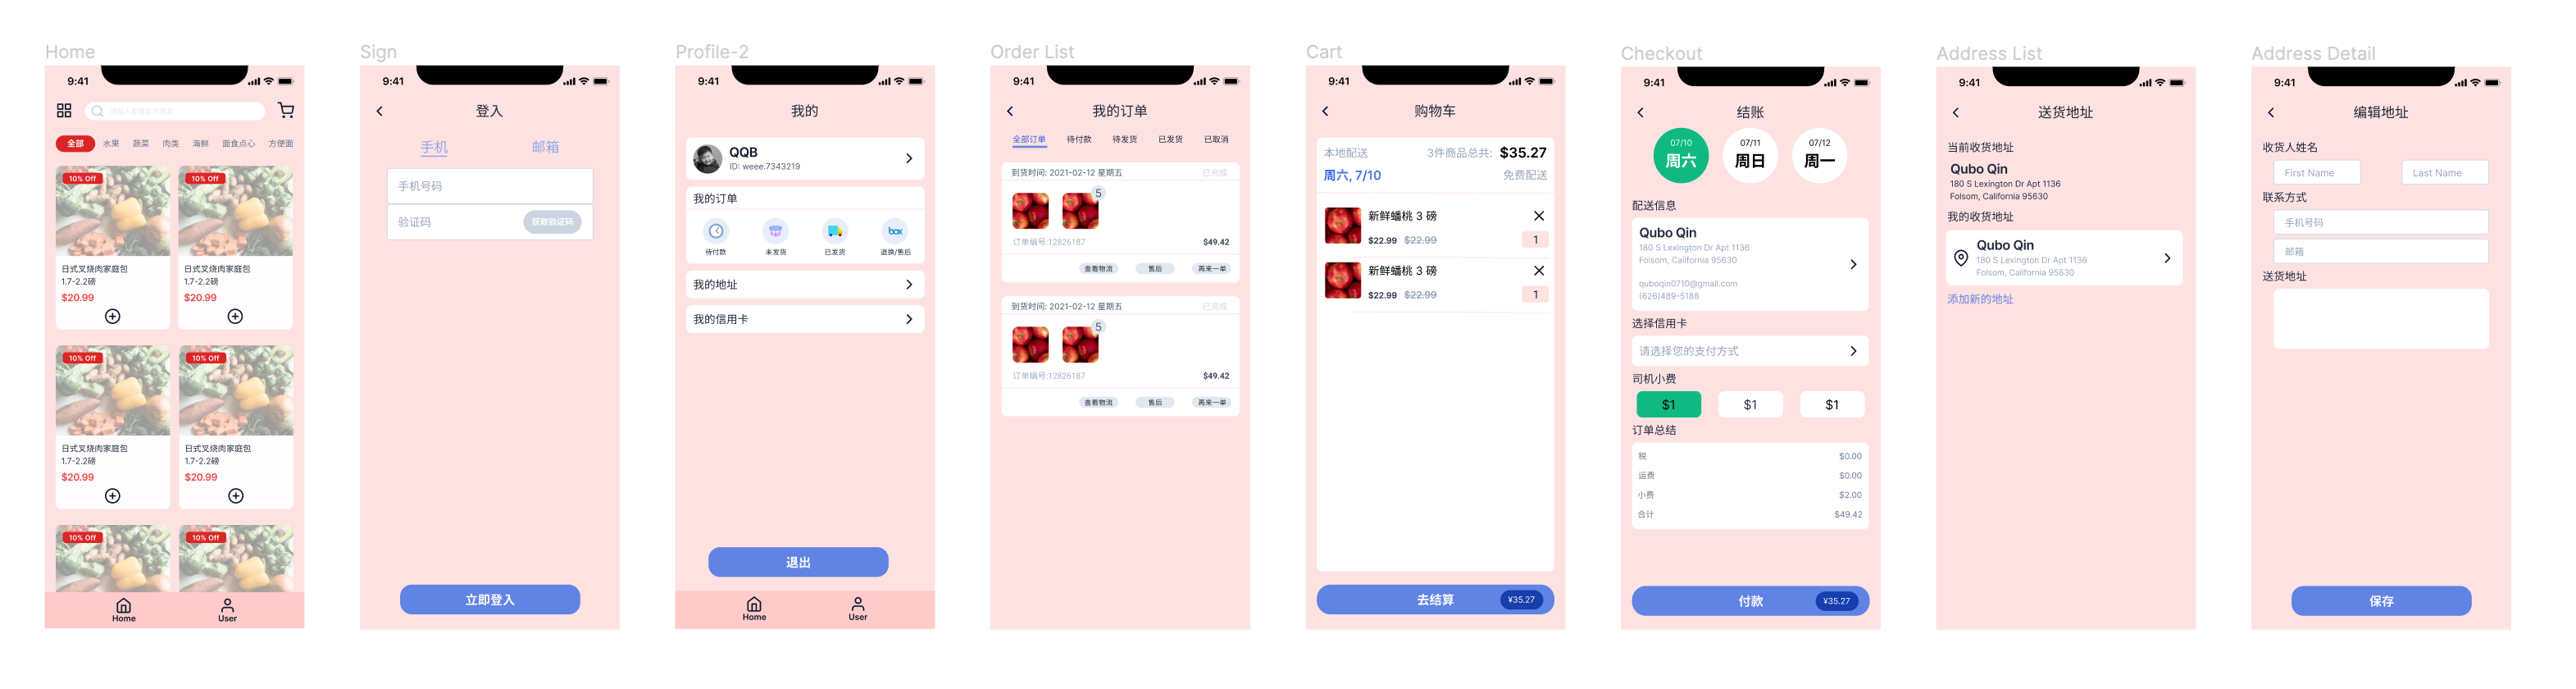 Home
9:41
全部 水果 蔬菜 肉类 海鲜 面食点心 方便面
10% Off 10% Off
日式叉烧肉家庭包 日式叉烧肉家庭包
1.7-2.2磅 1.7-2.2磅
$20.99 $20.99
10% Off 10% Off
日式叉烧肉家庭包 日式叉烧肉家庭包
1.7-2.2磅 1.7-2.2磅
$20.99 $20.99
10% Off 10% Off
Home User
Sign
9:41
登入
手机 邮箱
手机号码
验证码 获取验证码
立即登入
Profile-2
9:41
我的
QQB
ID: weee.7343219
我的订单
待付款 未发货 已发货 退换/售后
box
我的地址
我的信用卡
退出
Home User
Order List
9:41
我的订单
全部订单 待付款 待发货 已发货 已取消
到货时间: 2021-02-12 星期五 已完成
5
订单编号:12826187 $49.42
查看物流 售后 再来一单
到货时间: 2021-02-12 星期五 已完成
5
订单编号:12826187 $49.42
查看物流 售后 再来一单
Cart
9:41
购物车
本地配送 3件商品总共: $35.27
周六, 7/10 免费配送
新鲜蟠桃 3 磅
$22.99 $22.99 1
新鲜蟠桃 3 磅
$22.99 $22.99 1
去结算 ¥35.27
Checkout
9:41
结账
07/10 07/11 07/12
周六 周日 周一
配送信息
Qubo Qin
180 S Lexington Dr Apt 1136
Folsom, California 95630
quboqin0710@gmail.com
(626)489-5188
选择信用卡
请选择您的支付方式
司机小费
$1 $1 $1
订单总结
税 $0.00
运费 $0.00
小费 $2.00
合计 $49.42
付款 ¥35.27
Address List
9:41
送货地址
当前收货地址
Qubo Qin
180 S Lexington Dr Apt 1136
Folsom, California 95630
我的收货地址
Qubo Qin
180 S Lexington Dr Apt 1136
Folsom, California 95630
添加新的地址
Address Detail
9:41
编辑地址
收货人姓名
First Name Last Name
联系方式
手机号码
邮箱
送货地址
保存